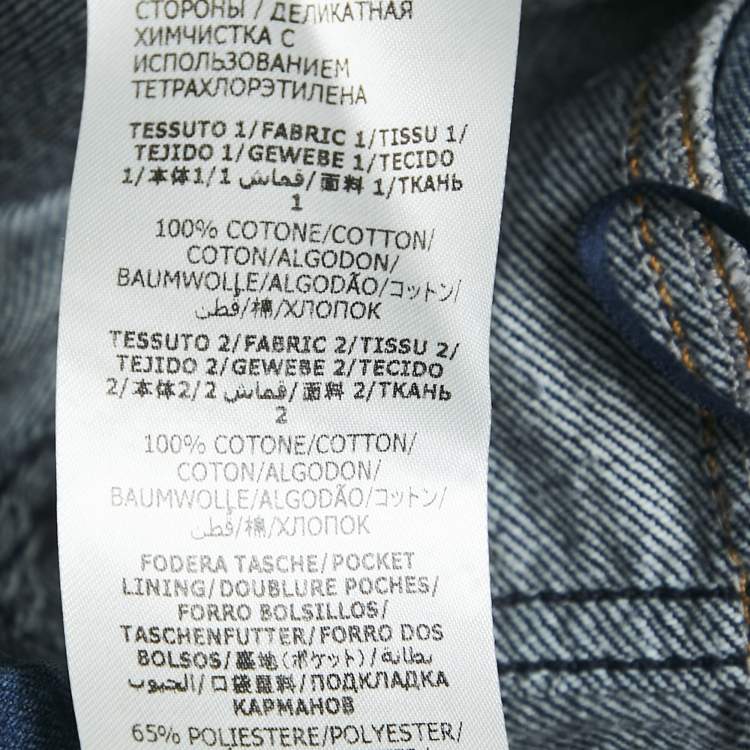 СТОРОНЫ / ДЕЛИКАТНАЯ
ХИМЧИСТКА С
ИСПОЛЬЗОВАНИЕМ
ТЕТРАХЛОРЭТИЛЕНА
TESSUTO 1/FABRIC 1/TISSU 1/
TEJIDO 1/GEWEBE 1/TECIDO
1/本体1/1 قماش/面料 1/ТКАНЬ
1
100% COTONE/COTTON/
COTON/ALGODON/
BAUMWOLLE/ALGODÃO/コットン/
قُطن/棉/ХЛОПОК
TESSUTO 2/FABRIC 2/TISSU 2/
TEJIDO 2/GEWEBE 2/TECIDO
2/本体2/2 قماش/面料 2/ТКАНЬ
2
100% COTONE/COTTON/
COTON/ALGODON/
BAUMWOLLE/ALGODÃO/コットン/
قُطن/棉/ХЛОПОК
FODERA TASCHE/POCKET
LINING/DOUBLURE POCHES/
FORRO BOLSILLOS/
TASCHENFUTTER/FORRO DOS
BOLSOS/裏地(ポケット)/بطانة
الجيوب/口袋里料/ПОДКЛАДКА
КАРМАНОВ
65% POLIESTERE/POLYESTER/